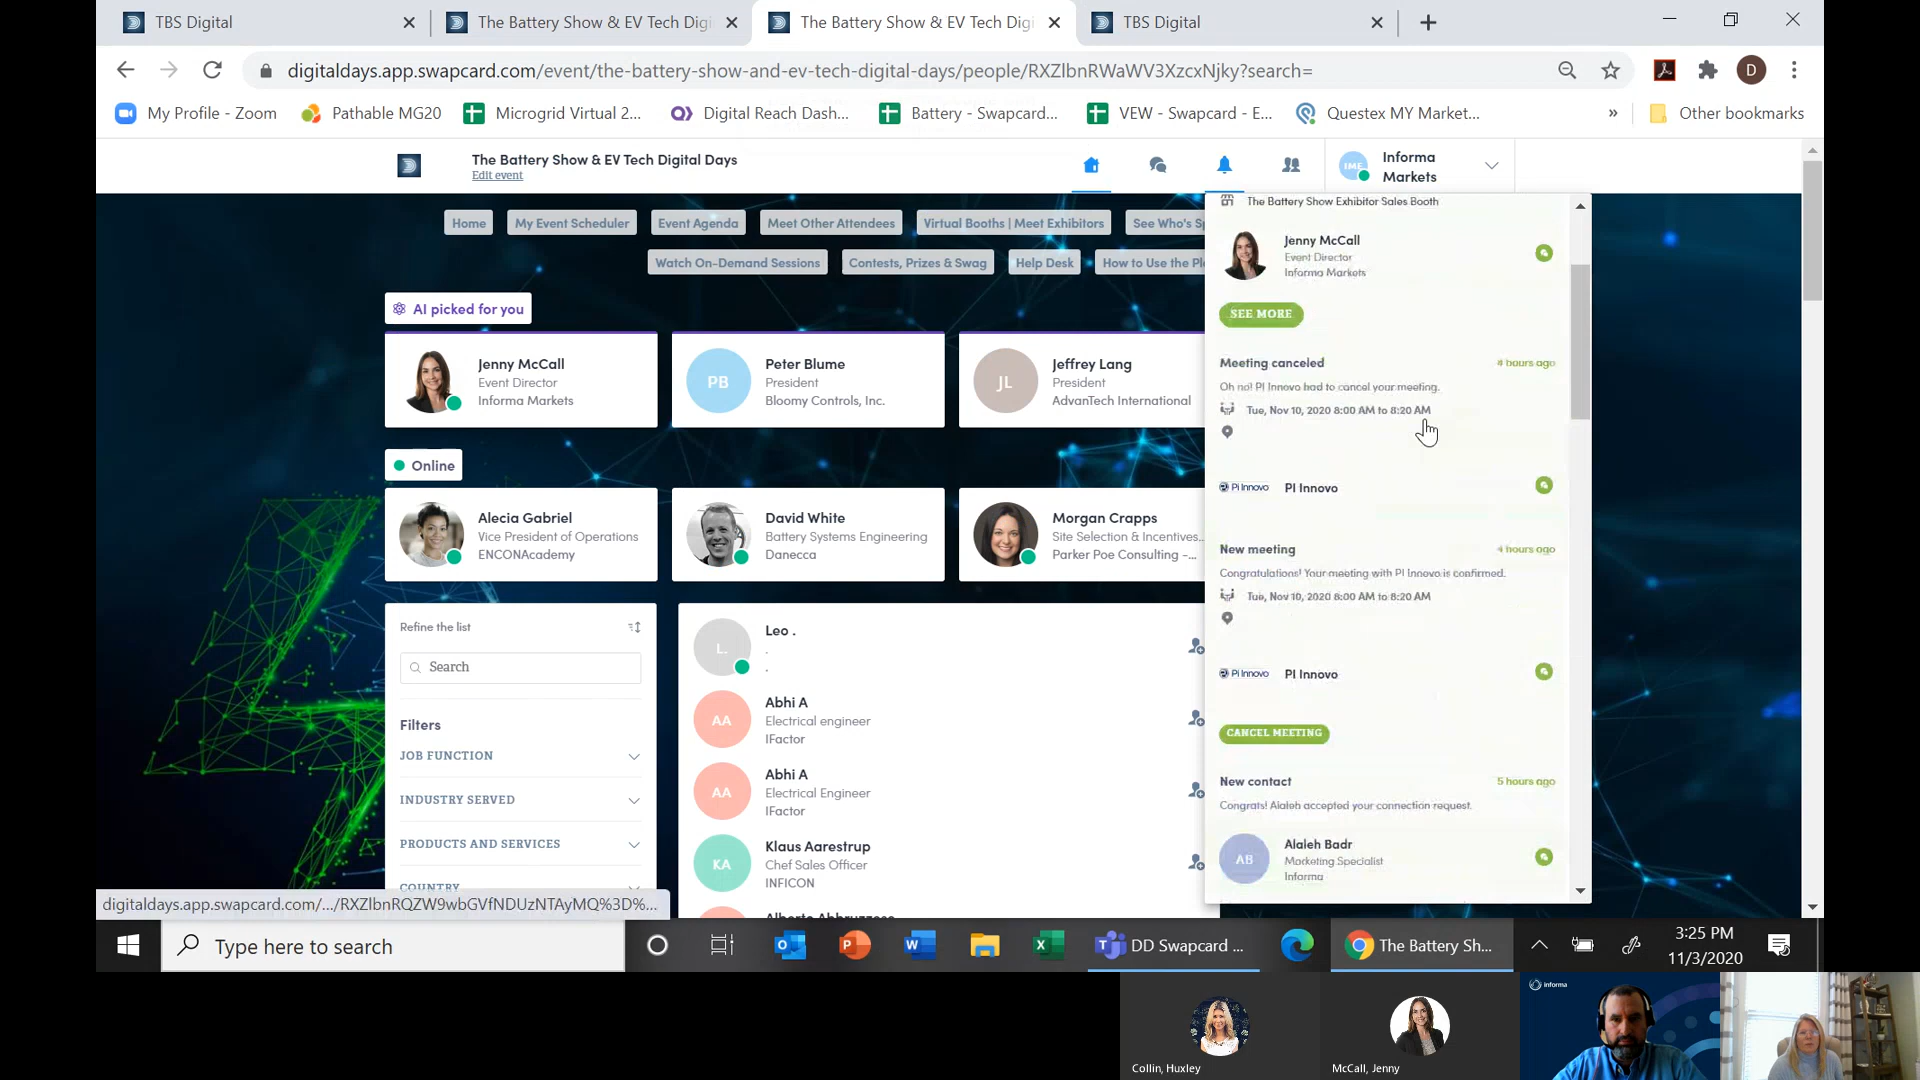 TBS Digital
The Battery Show & EV Tech Digi
The Battery Show & EV Tech Digi
TBS Digital
digitaldays.app.swapcard.com/event/the-battery-show-and-ev-tech-digital-days/people/RXZlbnRWaWV3XzcxNjky?search=
D
My Profile - Zoom
Pathable MG20
Microgrid Virtual 2...
Digital Reach Dash...
Battery - Swapcard...
VEW - Swapcard - E...
Questex MY Market...
»
Other bookmarks
The Battery Show & EV Tech Digital Days
Edit event
IME
Informa
Markets
Home
My Event Scheduler
Event Agenda
Meet Other Attendees
Virtual Booths | Meet Exhibitors
See Who's Sp
Watch On-Demand Sessions
Contests, Prizes & Swag
Help Desk
How to Use the Pl
AI picked for you
Jenny McCall
Event Director
Informa Markets
PB
Peter Blume
President
Bloomy Controls, Inc.
JL
Jeffrey Lang
President
AdvanTech International
Online
Alecia Gabriel
Vice President of Operations
ENCONAcademy
David White
Battery Systems Engineering
Danecca
Morgan Crapps
Site Selection & Incentives...
Parker Poe Consulting -...
Refine the list
Search
Filters
JOB FUNCTION
INDUSTRY SERVED
PRODUCTS AND SERVICES
COUNTRY
L.
Leo .
.
.
AA
Abhi A
Electrical engineer
IFactor
AA
Abhi A
Electrical Engineer
IFactor
KA
Klaus Aarestrup
Chef Sales Officer
INFICON
Alberto Abbruzzese
The Battery Show Exhibitor Sales Booth
Jenny McCall
Event Director
Informa Markets
SEE MORE
Meeting canceled
4 hours ago
Oh no! PI Innovo had to cancel your meeting.
Tue, Nov 10, 2020 8:00 AM to 8:20 AM
Pi Innovo
PI Innovo
New meeting
4 hours ago
Congratulations! Your meeting with PI Innovo is confirmed.
Tue, Nov 10, 2020 8:00 AM to 8:20 AM
Pi Innovo
PI Innovo
CANCEL MEETING
New contact
5 hours ago
Congrats! Alaleh accepted your connection request.
AB
Alaleh Badr
Marketing Specialist
Informa
digitaldays.app.swapcard.com/.../RXZlbnRQZW9wbGVfNDUzNTAyMQ%3D%...
Type here to search
DD Swapcard ...
The Battery Sh...
3:25 PM
11/3/2020
Collin, Huxley
McCall, Jenny
informa